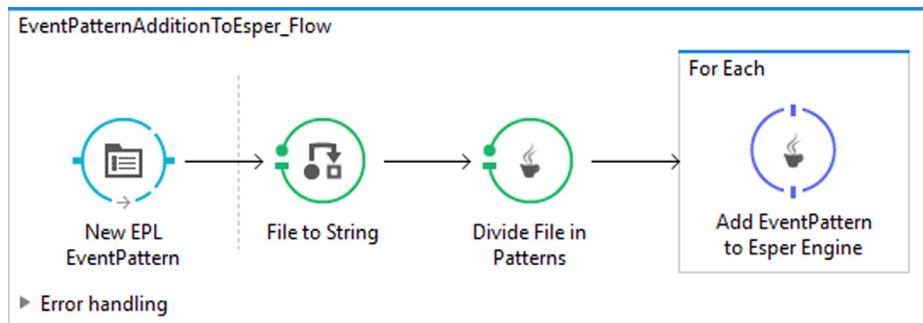 EventPatternAdditionToEsper_Flow
For Each
New EPL
EventPattern
File to String
Divide File in
Patterns
Add EventPattern
to Esper Engine
Error handling